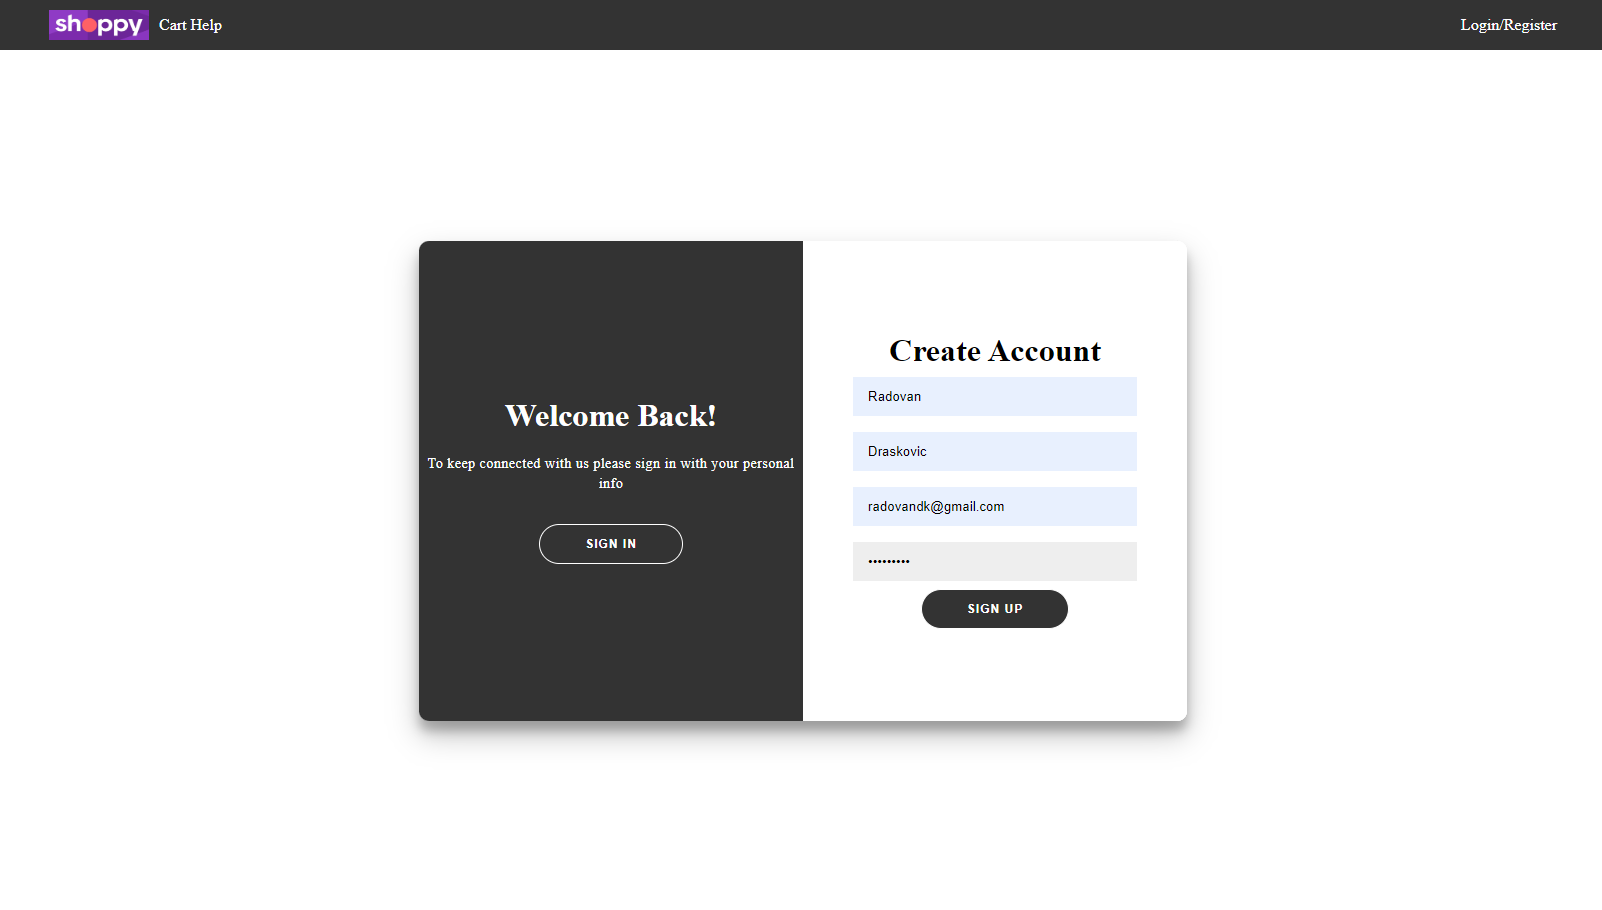 shoppy Cart Help Login/Register
Welcome Back!
To keep connected with us please sign in with your personal
info
SIGN IN
Create Account
Radovan
Draskovic
radovandk@gmail.com
•••••••••
SIGN UP